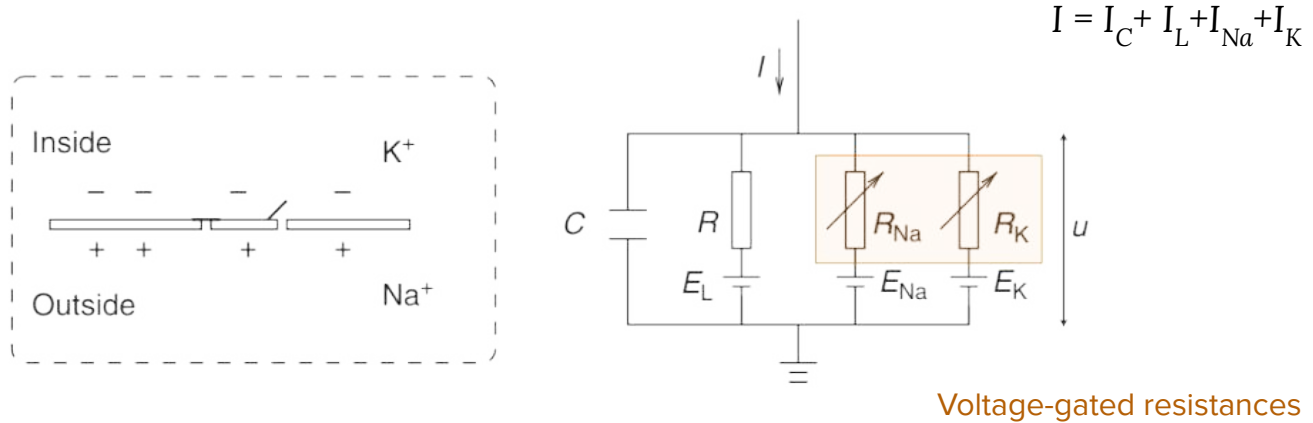 I = I_C + I_L + I_Na + I_K
Inside
K⁺
− − − −
+ + + +
Outside
Na⁺
I
C
R
R_Na
R_K
u
E_L
E_Na
E_K
Voltage-gated resistances